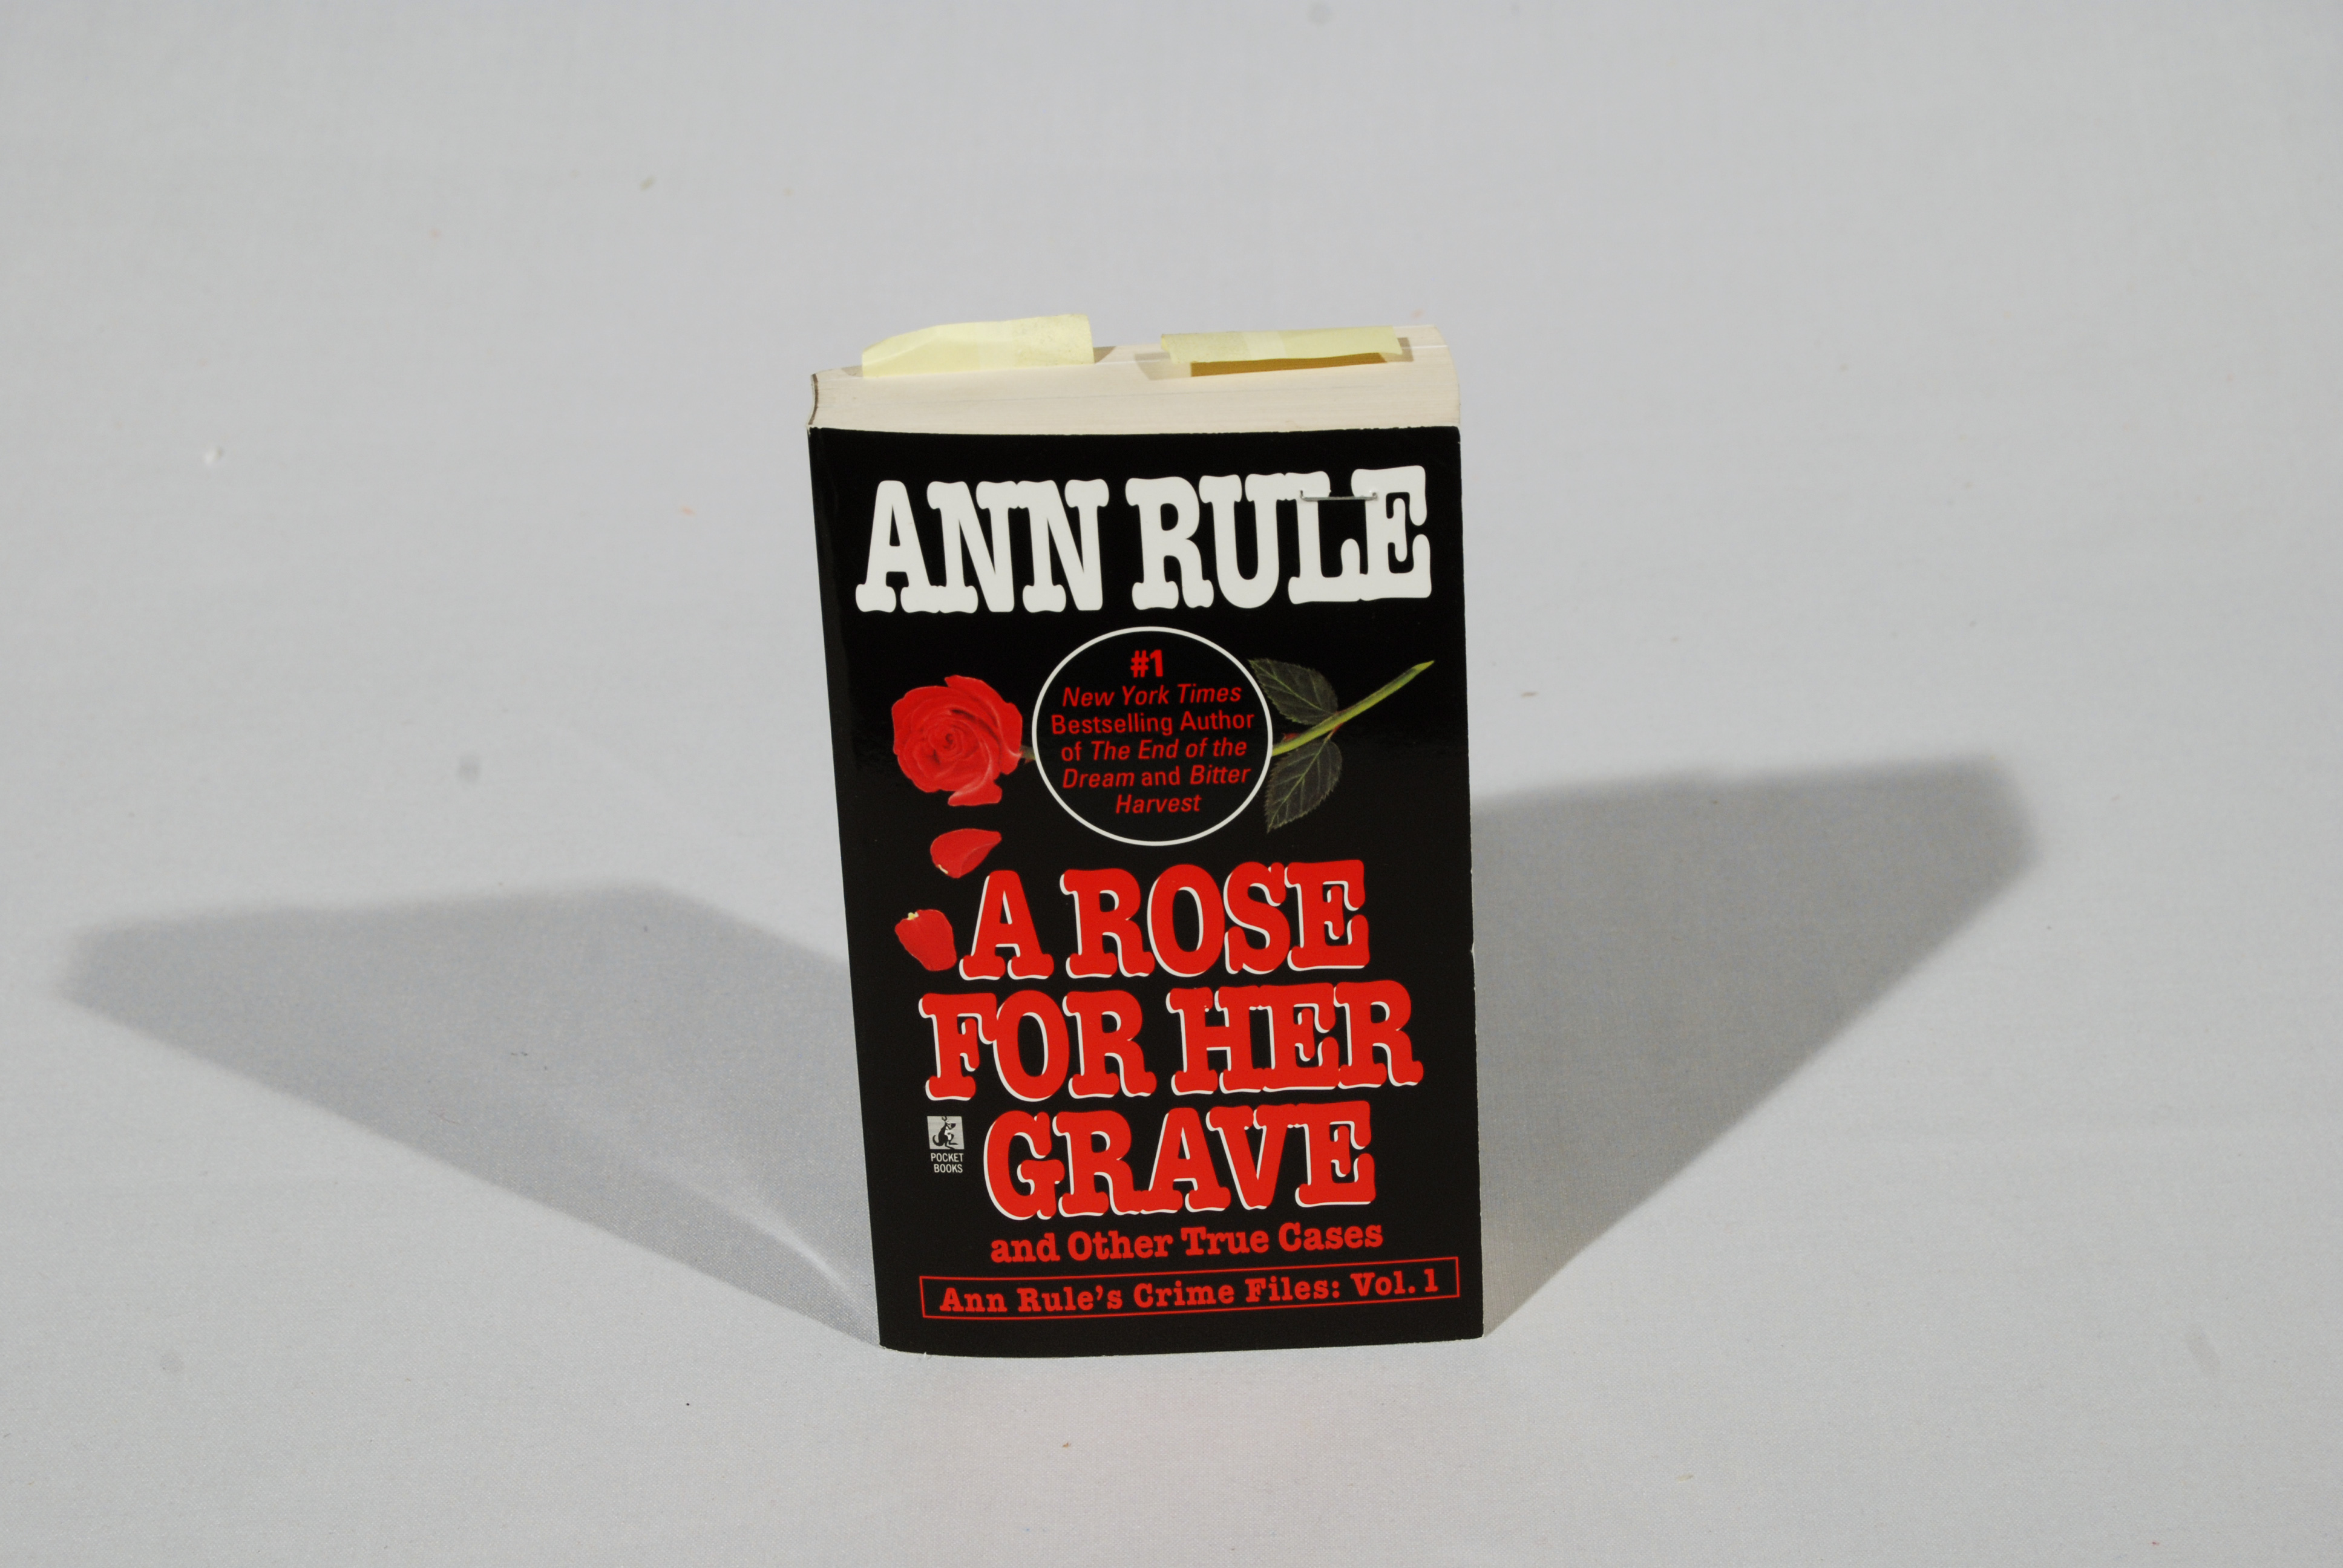 ANN RULE
#1
New York Times
Bestselling Author
of The End of the
Dream and Bitter
Harvest
A ROSE
FOR HER
GRAVE
POCKET
BOOKS
and Other True Cases
Ann Rule's Crime Files: Vol. 1